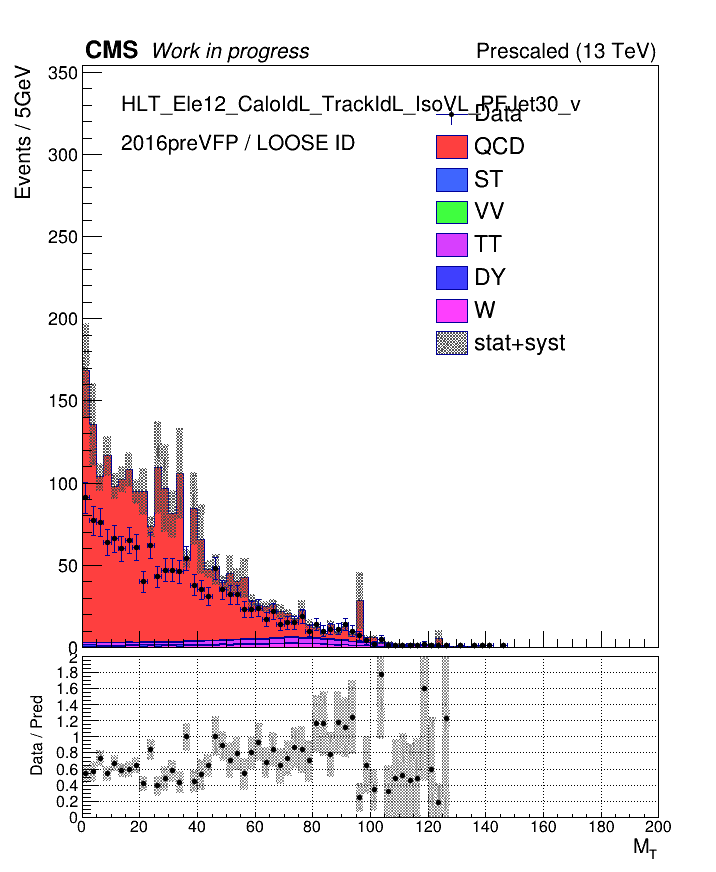 CMS Work in progress Prescaled (13 TeV)
Events / 5GeV
350
300
250
200
150
100
50
0
HLT_Ele12_CaloIdL_TrackIdL_IsoVL_PFJet30_v
2016preVFP / LOOSE ID
Data
QCD
ST
VV
TT
DY
W
stat+syst
Data / Pred
2
1.8
1.6
1.4
1.2
1
0.8
0.6
0.4
0.2
0
0 20 40 60 80 100 120 140 160 180 200
M_T